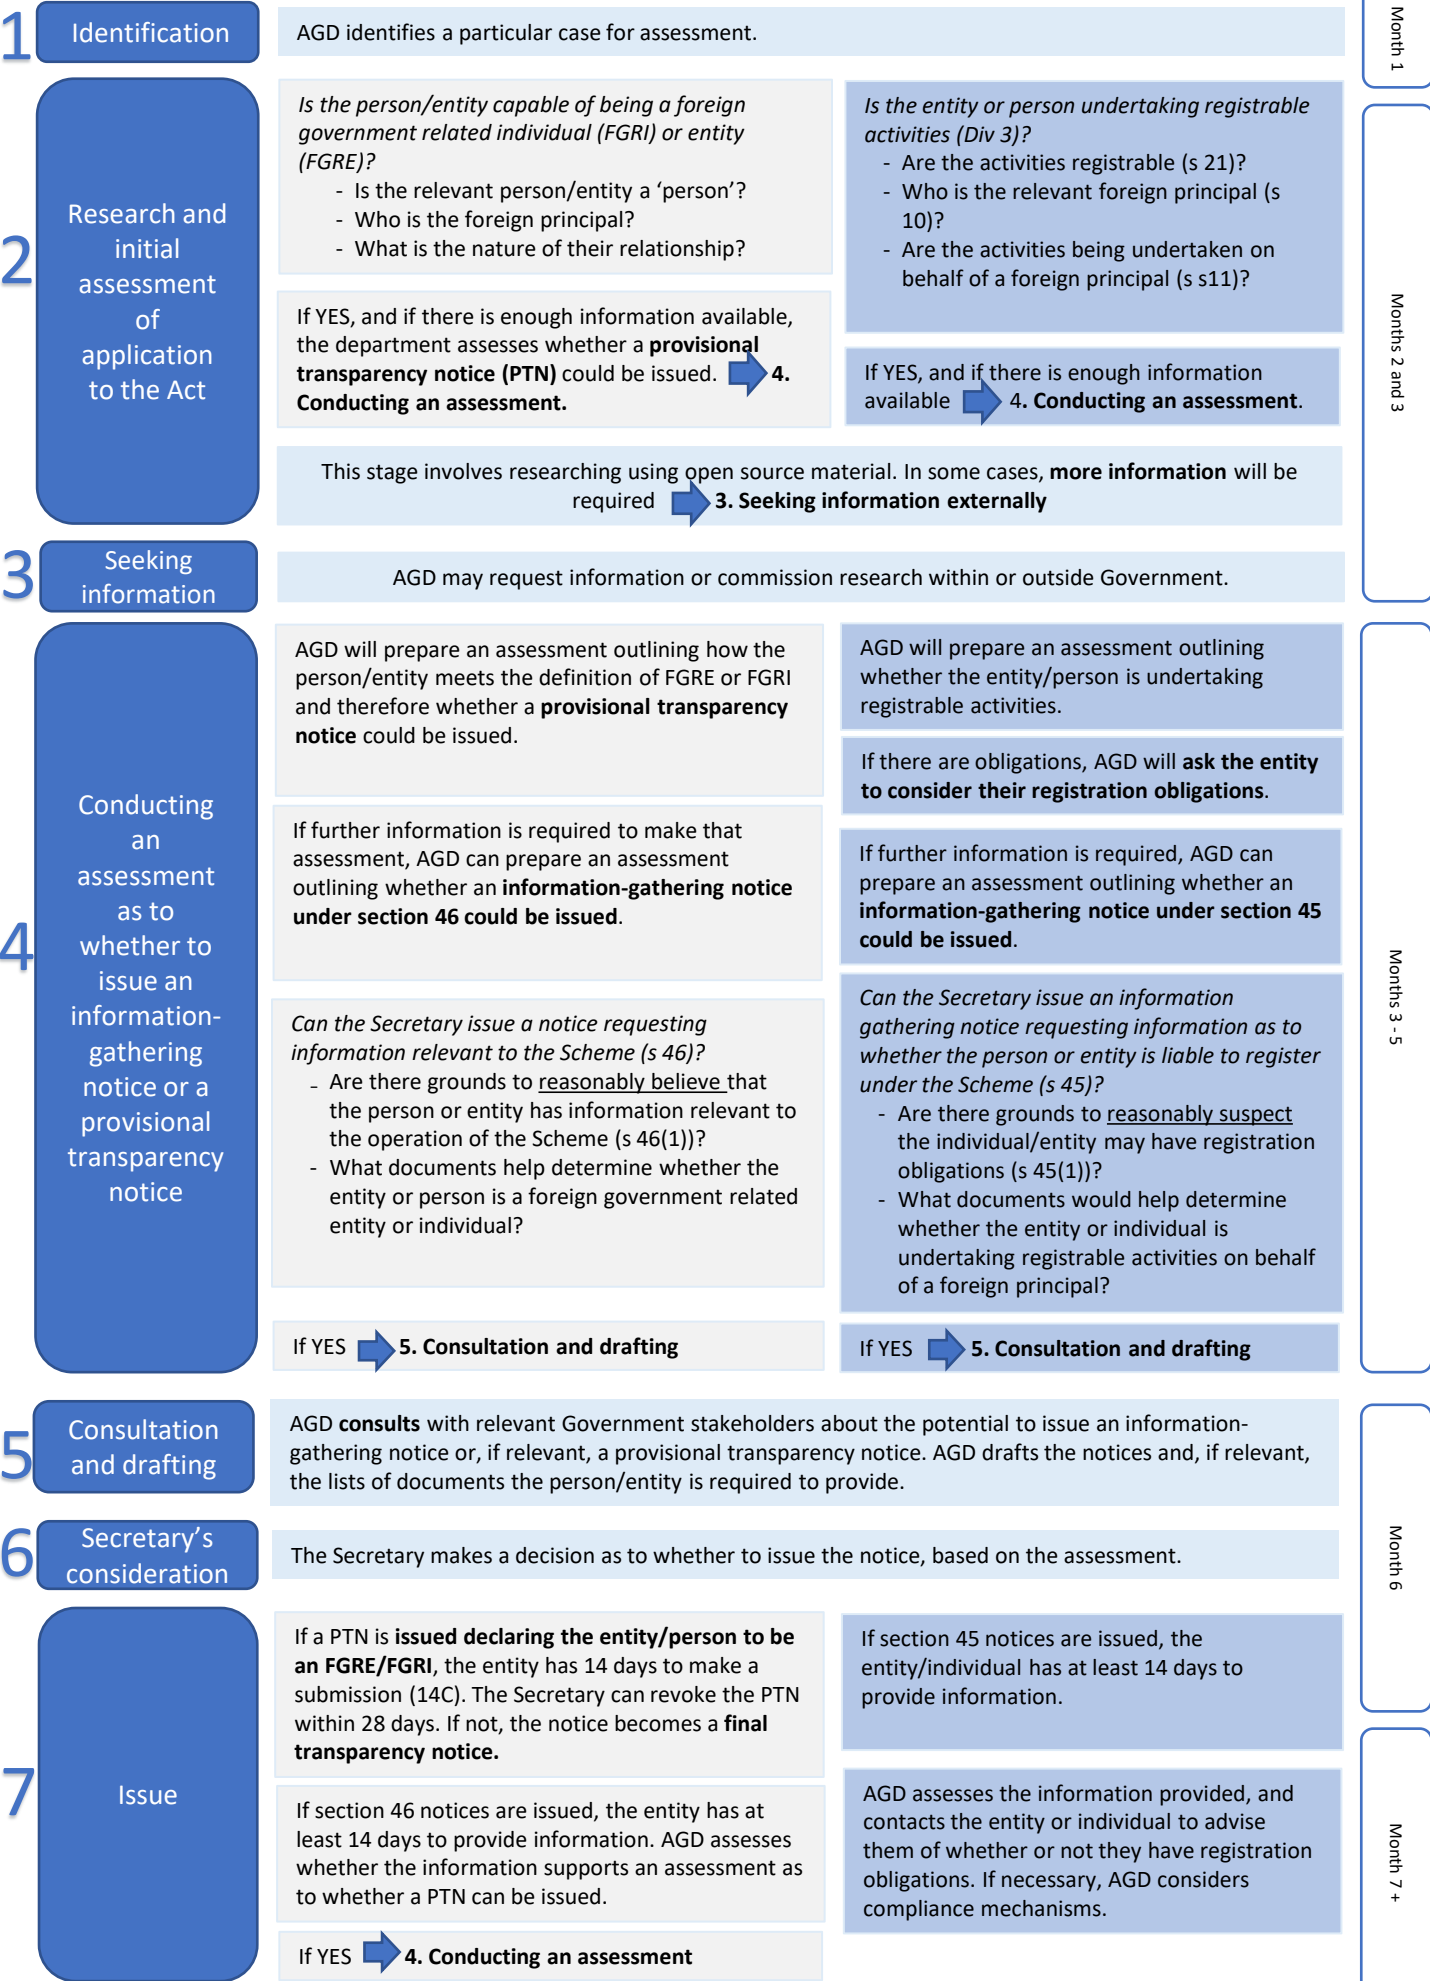 1
Identification
AGD identifies a particular case for assessment.
Month 1
2
Research and
initial
assessment
of
application
to the Act
Is the person/entity capable of being a foreign
government related individual (FGRI) or entity
(FGRE)?
- Is the relevant person/entity a ‘person’?
- Who is the foreign principal?
- What is the nature of their relationship?
If YES, and if there is enough information available,
the department assesses whether a provisional
transparency notice (PTN) could be issued. 4.
Conducting an assessment.
Is the entity or person undertaking registrable
activities (Div 3)?
- Are the activities registrable (s 21)?
- Who is the relevant foreign principal (s
10)?
- Are the activities being undertaken on
behalf of a foreign principal (s s11)?
If YES, and if there is enough information
available 4. Conducting an assessment.
This stage involves researching using open source material. In some cases, more information will be
required 3. Seeking information externally
Months 2 and 3
3
Seeking
information
AGD may request information or commission research within or outside Government.
4
Conducting
an
assessment
as to
whether to
issue an
information-
gathering
notice or a
provisional
transparency
notice
AGD will prepare an assessment outlining how the
person/entity meets the definition of FGRE or FGRI
and therefore whether a provisional transparency
notice could be issued.
If further information is required to make that
assessment, AGD can prepare an assessment
outlining whether an information-gathering notice
under section 46 could be issued.
Can the Secretary issue a notice requesting
information relevant to the Scheme (s 46)?
- Are there grounds to reasonably believe that
the person or entity has information relevant to
the operation of the Scheme (s 46(1))?
- What documents help determine whether the
entity or person is a foreign government related
entity or individual?
If YES 5. Consultation and drafting
AGD will prepare an assessment outlining
whether the entity/person is undertaking
registrable activities.
If there are obligations, AGD will ask the entity
to consider their registration obligations.
If further information is required, AGD can
prepare an assessment outlining whether an
information-gathering notice under section 45
could be issued.
Can the Secretary issue an information
gathering notice requesting information as to
whether the person or entity is liable to register
under the Scheme (s 45)?
- Are there grounds to reasonably suspect
the individual/entity may have registration
obligations (s 45(1))?
- What documents would help determine
whether the entity or individual is
undertaking registrable activities on behalf
of a foreign principal?
If YES 5. Consultation and drafting
Months 3 - 5
5
Consultation
and drafting
AGD consults with relevant Government stakeholders about the potential to issue an information-
gathering notice or, if relevant, a provisional transparency notice. AGD drafts the notices and, if relevant,
the lists of documents the person/entity is required to provide.
6
Secretary’s
consideration
The Secretary makes a decision as to whether to issue the notice, based on the assessment.
Month 6
7
Issue
If a PTN is issued declaring the entity/person to be
an FGRE/FGRI, the entity has 14 days to make a
submission (14C). The Secretary can revoke the PTN
within 28 days. If not, the notice becomes a final
transparency notice.
If section 46 notices are issued, the entity has at
least 14 days to provide information. AGD assesses
whether the information supports an assessment as
to whether a PTN can be issued.
If YES 4. Conducting an assessment
If section 45 notices are issued, the
entity/individual has at least 14 days to
provide information.
AGD assesses the information provided, and
contacts the entity or individual to advise
them of whether or not they have registration
obligations. If necessary, AGD considers
compliance mechanisms.
Month 7 +